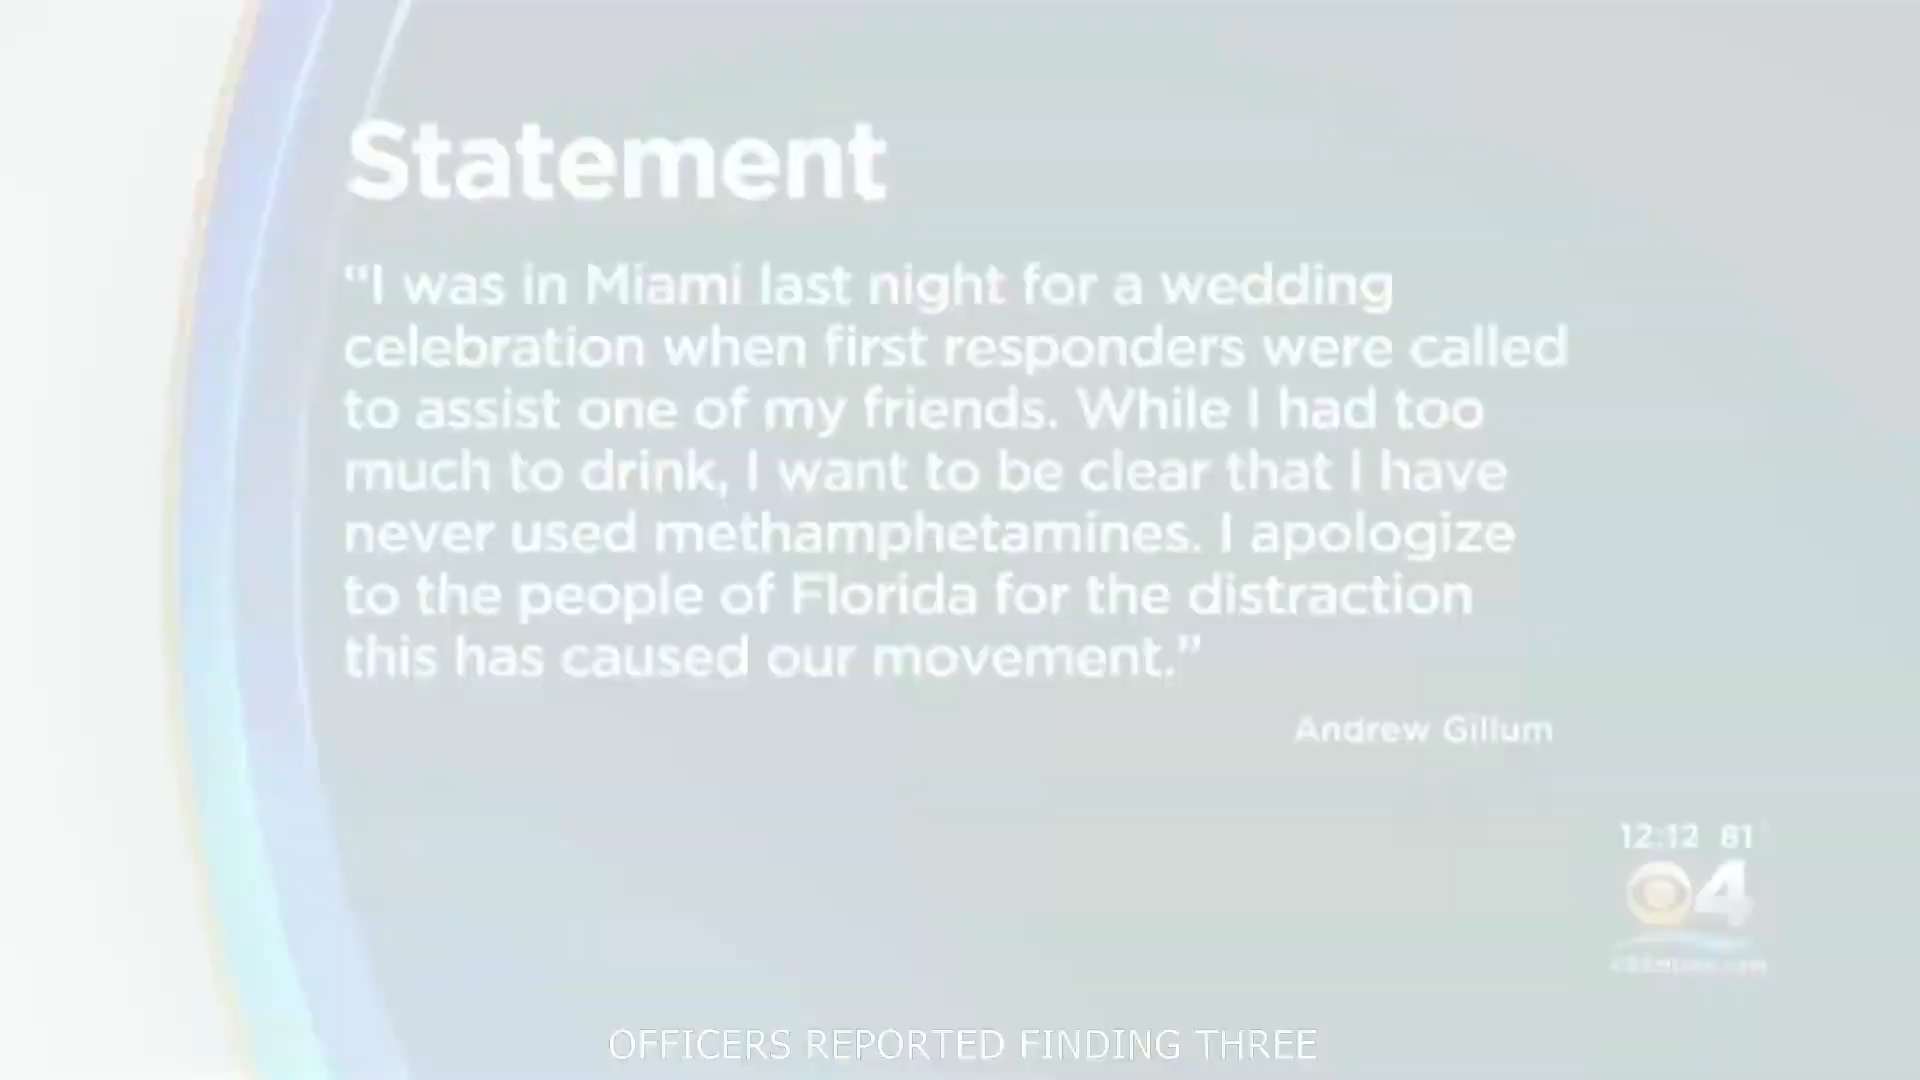 Statement
“I was in Miami last night for a wedding
celebration when first responders were called
to assist one of my friends. While I had too
much to drink, I want to be clear that I have
never used methamphetamines. I apologize
to the people of Florida for the distraction
this has caused our movement.”
Andrew Gillum
12:12 81°
4
CBSMiami.com
OFFICERS REPORTED FINDING THREE